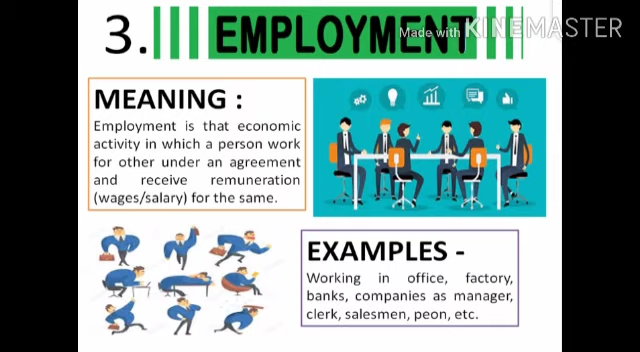 3. EMPLOYMENT
Made with KINEMASTER
MEANING :
Employment is that economic
activity in which a person work
for other under an agreement
and receive remuneration
(wages/salary) for the same.
EXAMPLES -
Working in office, factory,
banks, companies as manager,
clerk, salesmen, peon, etc.